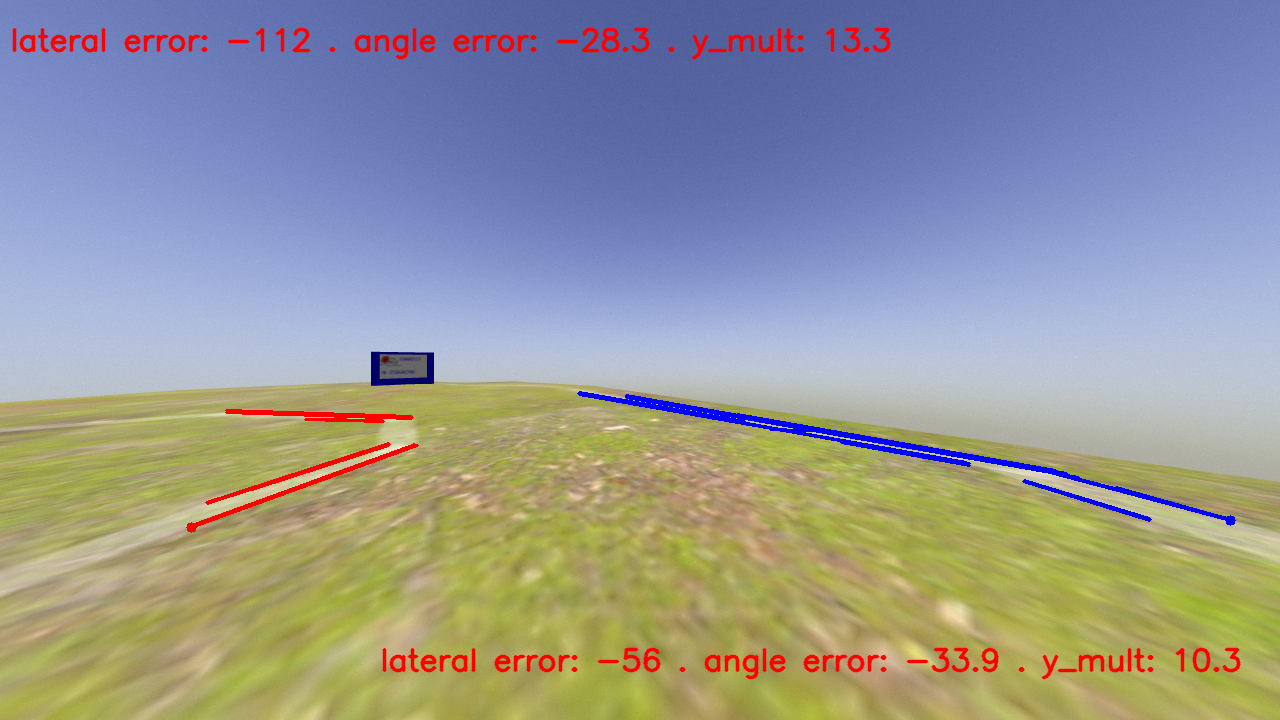 lateral error: -112 . angle error: -28.3 . y_mult: 13.3
lateral error: -56 . angle error: -33.9 . y_mult: 10.3